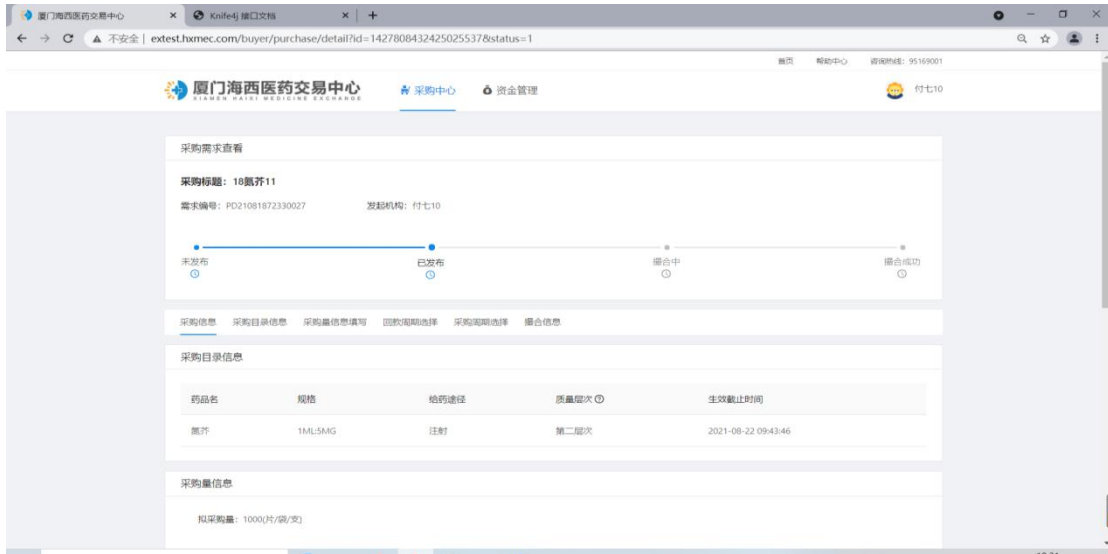 厦门海西医药交易中心
Knife4j 接口文档
不安全 | extest.hxmec.com/buyer/purchase/detail?id=1427808432425025537&status=1
首页 帮助中心 咨询热线: 95169001
厦门海西医药交易中心 采购中心 资金管理 付七10
XIAMEN HAIXI MEDICINE EXCHANGE
采购需求查看
采购标题: 18氮芥11
需求编号: PD21081872330027 发起机构: 付七10
未发布 已发布 撮合中 撮合成功
采购信息 采购目录信息 采购量信息填写 回款周期选择 采购周期选择 撮合信息
采购目录信息
药品名 规格 给药途径 质量层次 生效截止时间
氮芥 1ML:5MG 注射 第二层次 2021-08-22 09:43:46
采购量信息
拟采购量: 1000(片/袋/支)